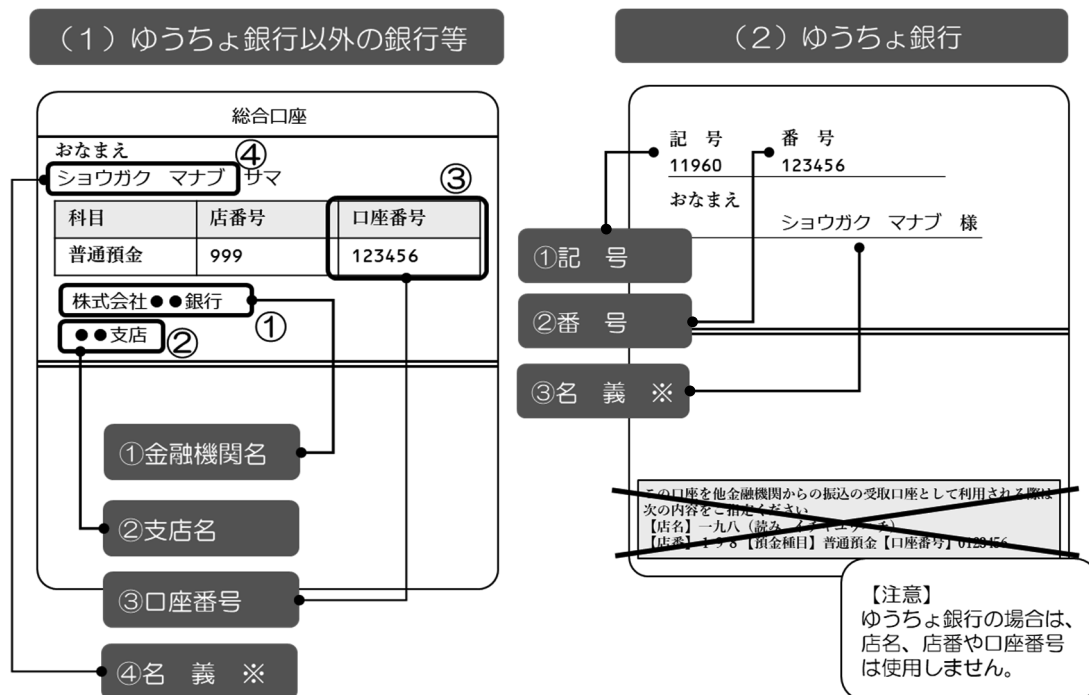 (1)ゆうちょ銀行以外の銀行等
総合口座
おなまえ
④
ショウガク マナブ サマ
③
科目 店番号 口座番号
普通預金 999 123456
株式会社●●銀行
①
●●支店
②
①金融機関名
②支店名
③口座番号
④名 義 ※
(2)ゆうちょ銀行
記 号 番 号
11960 123456
おなまえ
ショウガク マナブ 様
①記 号
②番 号
③名 義 ※
この口座を他金融機関からの振込の受取口座として利用される際は
次の内容をご指定ください
【店名】一九八(読み イチキュウハチ)
【店番】198【預金種目】普通預金【口座番号】0123456
【注意】
ゆうちょ銀行の場合は、
店名、店番や口座番号
は使用しません。